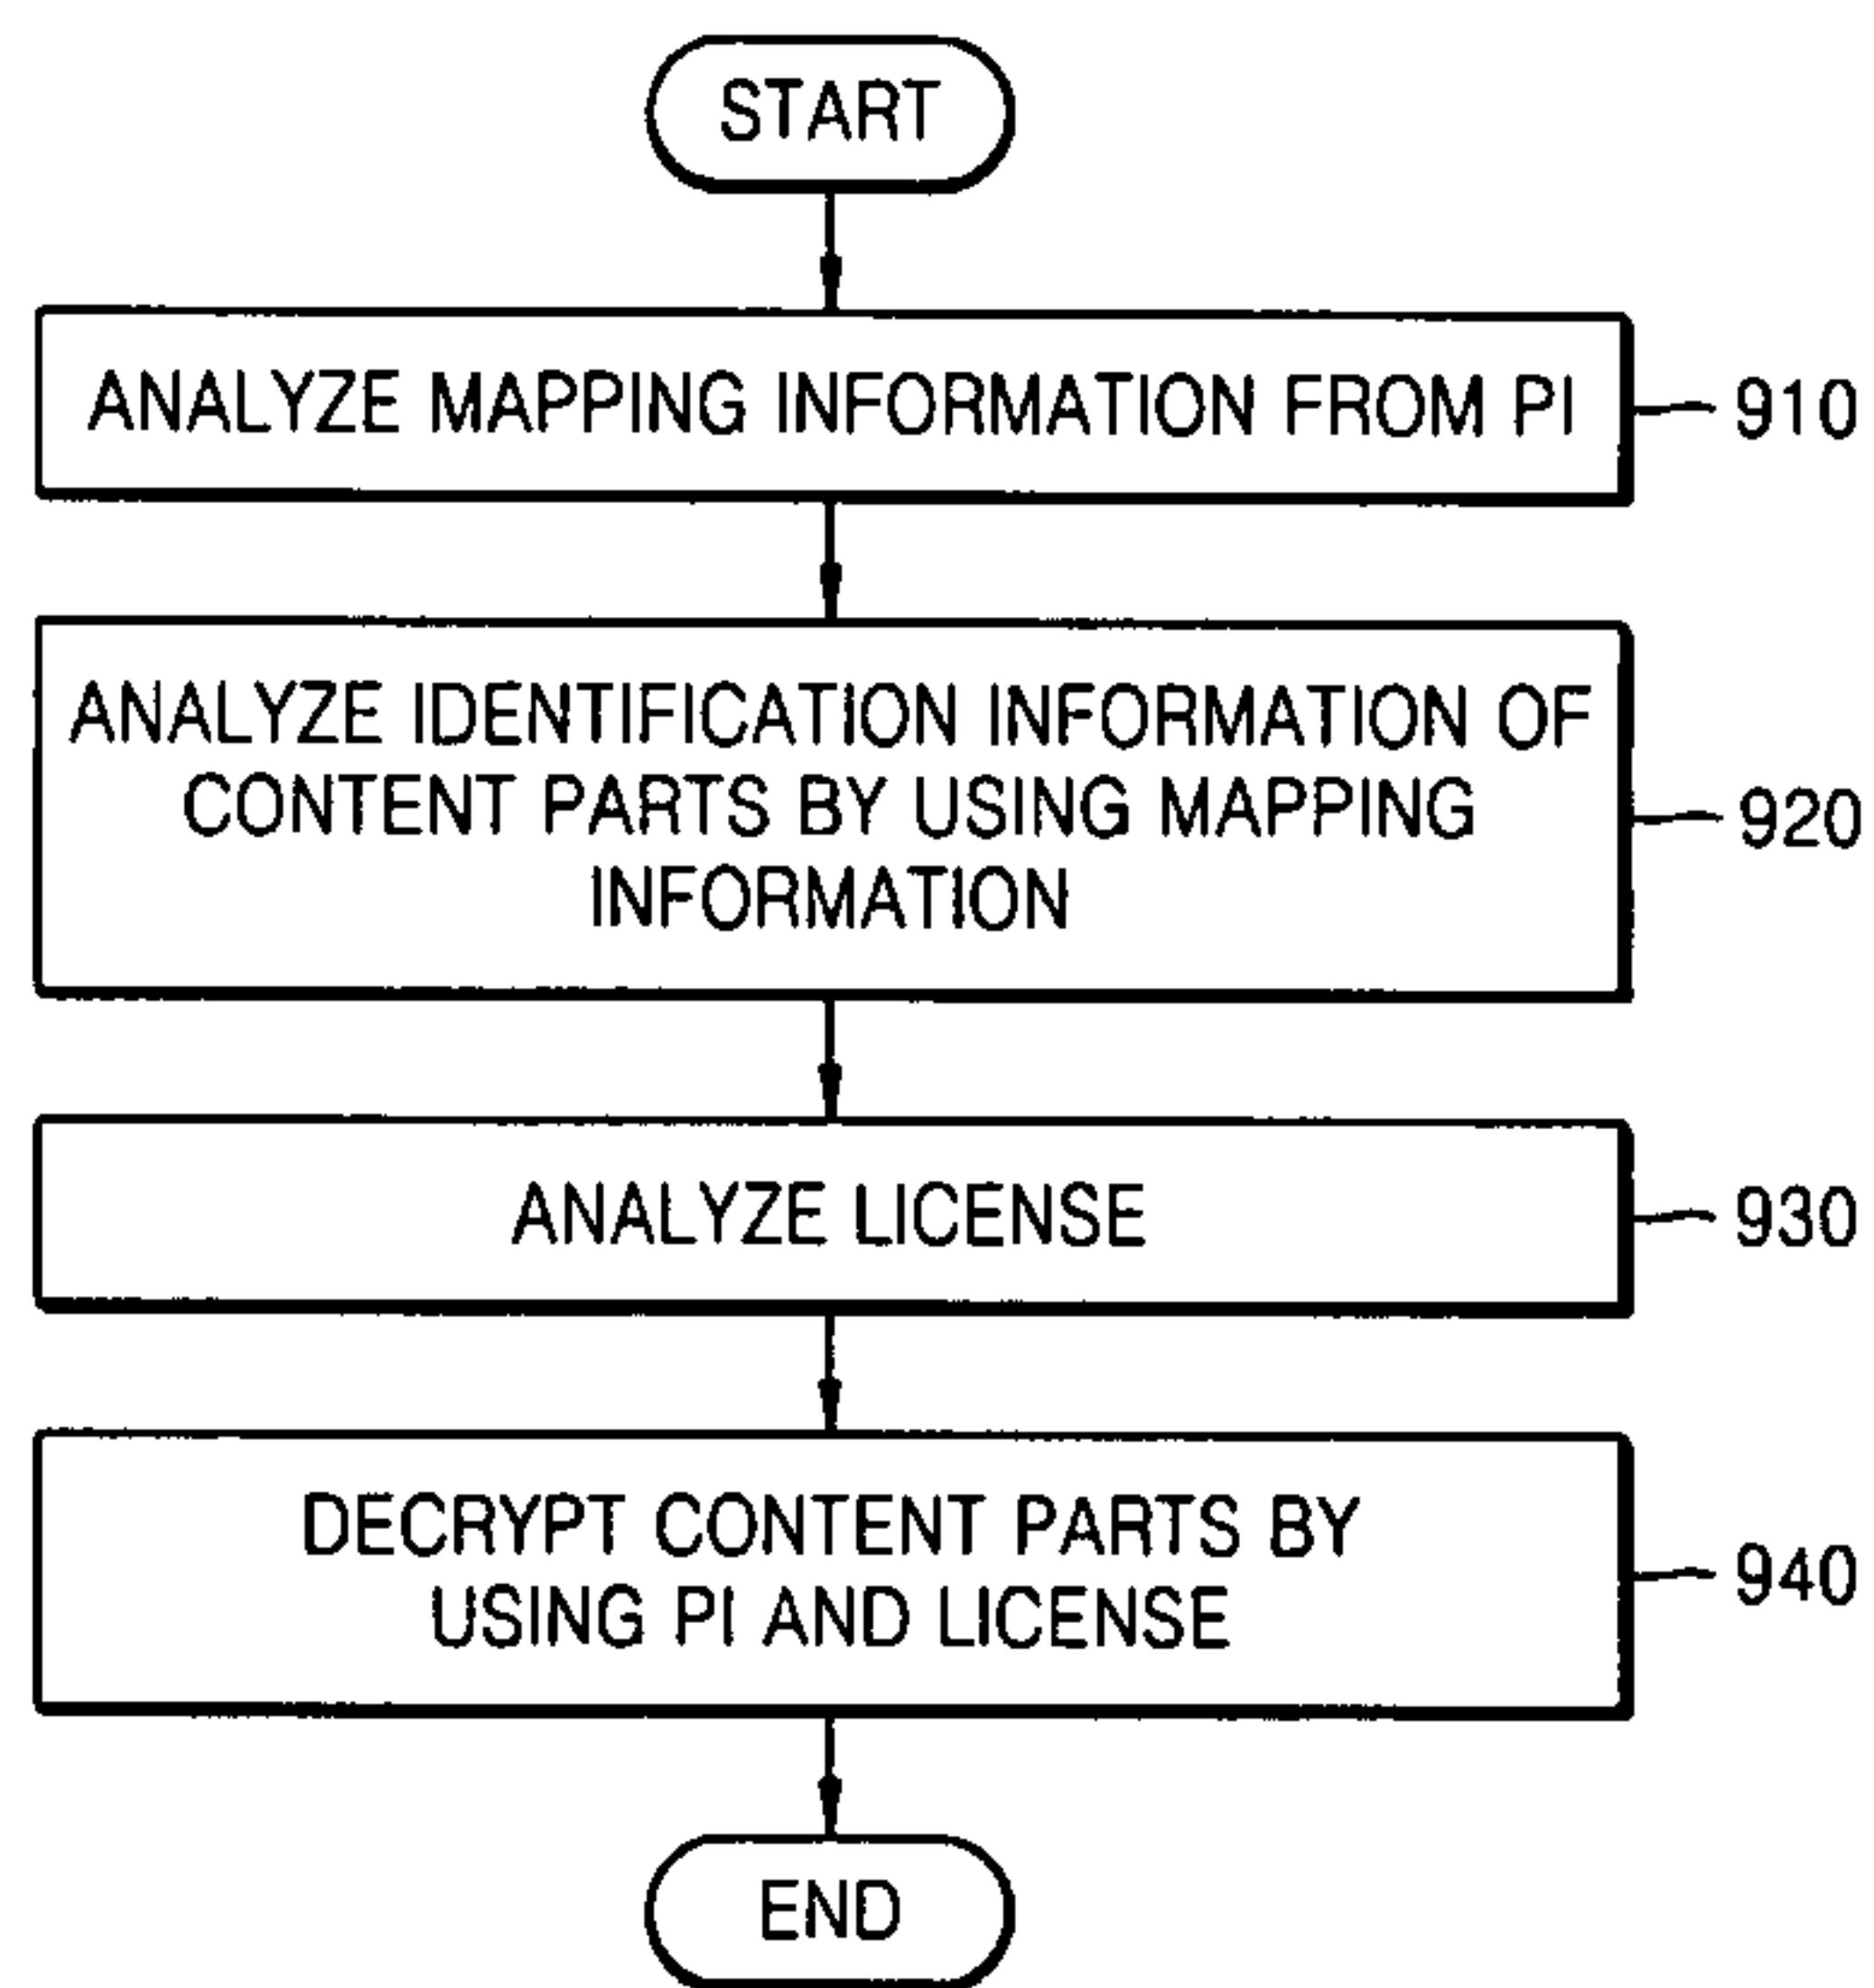 START
ANALYZE MAPPING INFORMATION FROM PI
910
ANALYZE IDENTIFICATION INFORMATION OF
CONTENT PARTS BY USING MAPPING
INFORMATION
920
ANALYZE LICENSE
930
DECRYPT CONTENT PARTS BY
USING PI AND LICENSE
940
END